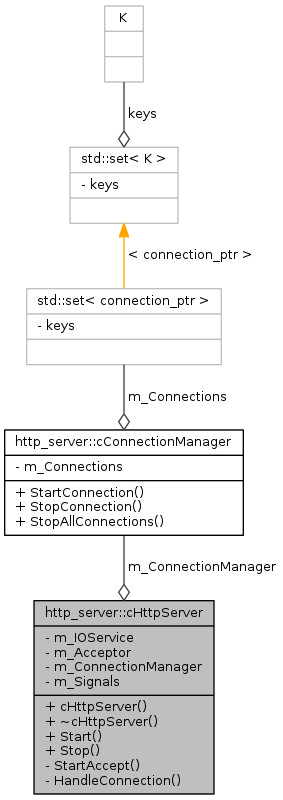 K
keys
std::set< K >
- keys
< connection_ptr >
std::set< connection_ptr >
- keys
m_Connections
http_server::cConnectionManager
- m_Connections
+ StartConnection()
+ StopConnection()
+ StopAllConnections()
m_ConnectionManager
http_server::cHttpServer
- m_IOService
- m_Acceptor
- m_ConnectionManager
- m_Signals
+ cHttpServer()
+ ~cHttpServer()
+ Start()
+ Stop()
- StartAccept()
- HandleConnection()